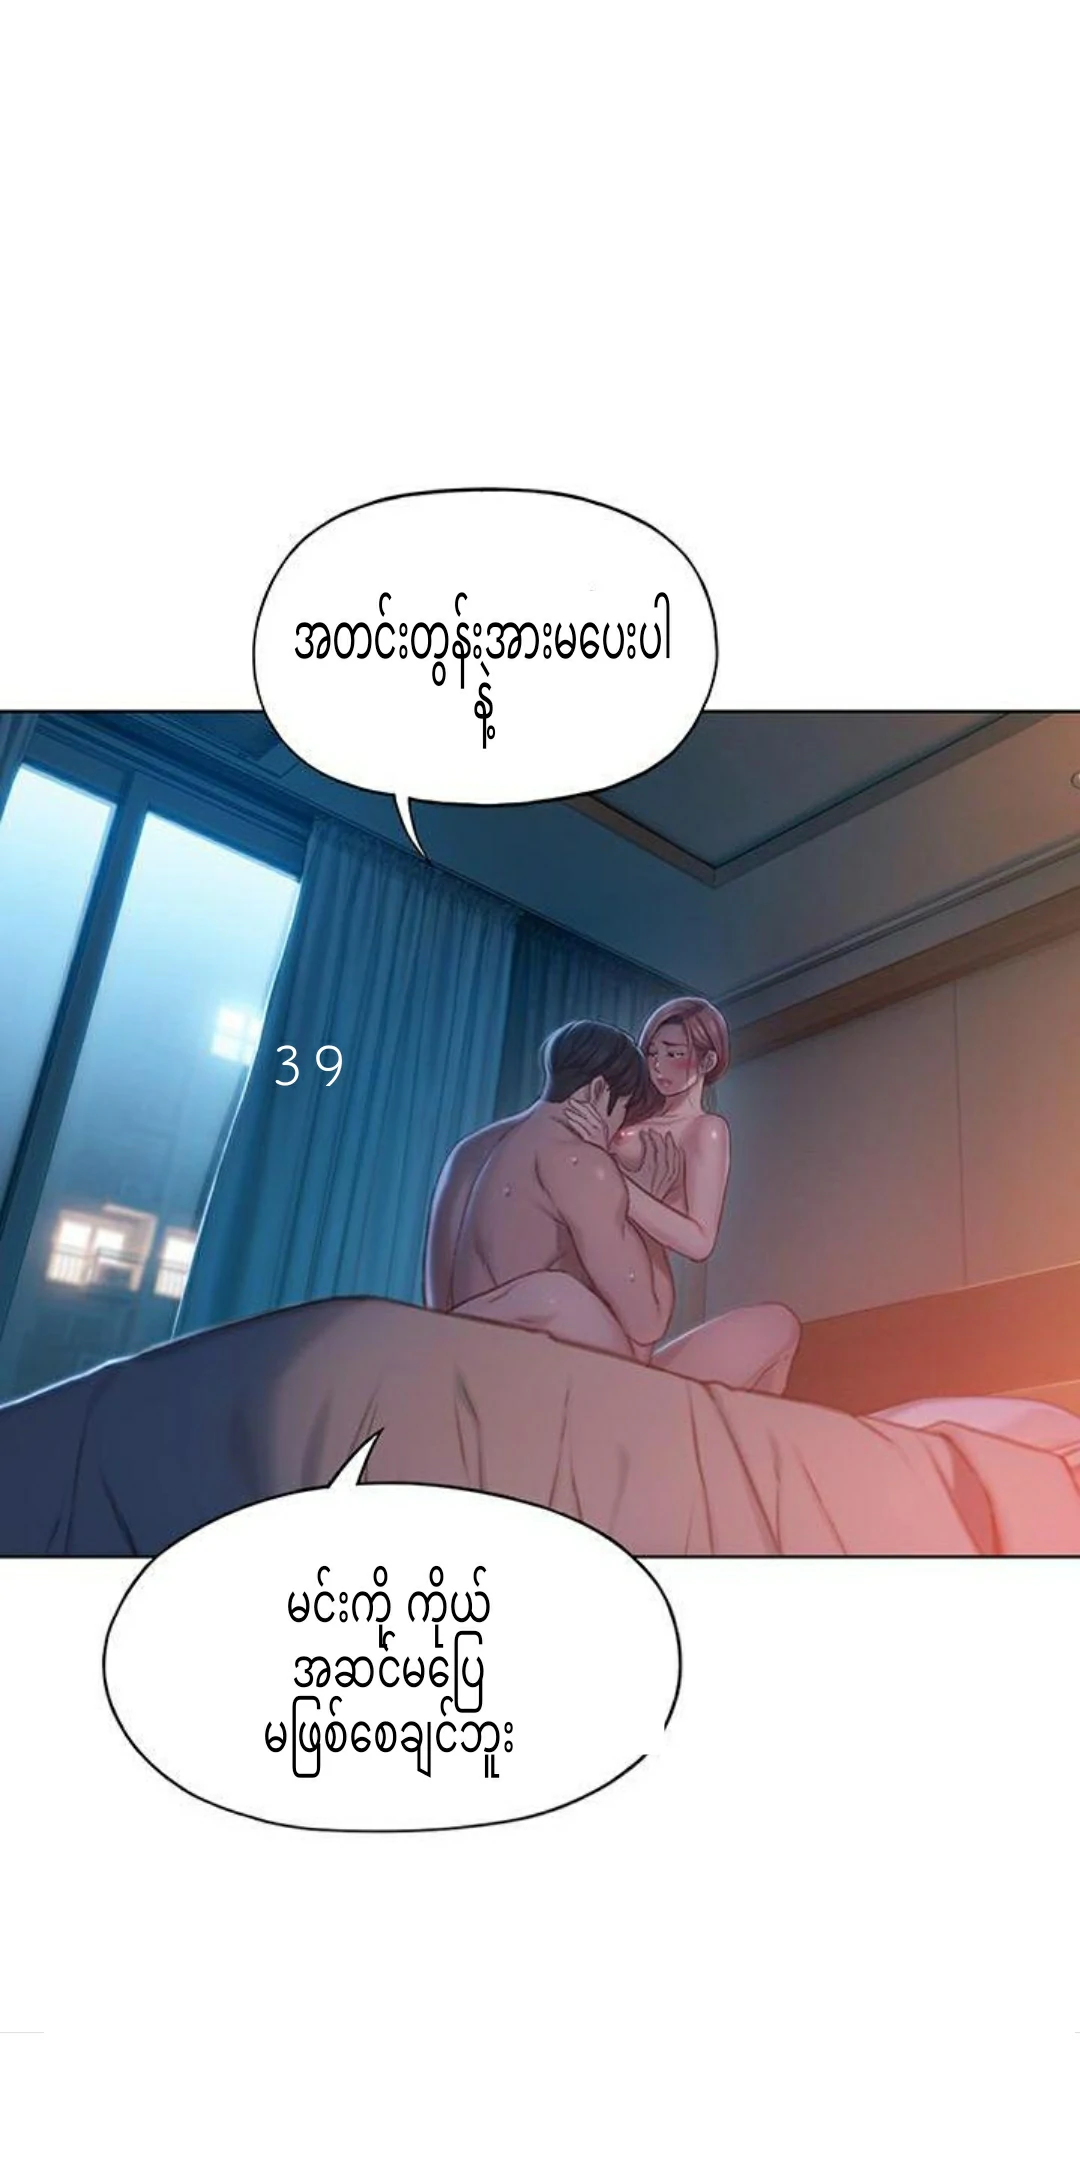 အတင်းတွန်းအားမပေးပါ
နဲ့
39
မင်းကို ကိုယ်
အဆင်မပြေ
မဖြစ်စေချင်ဘူး